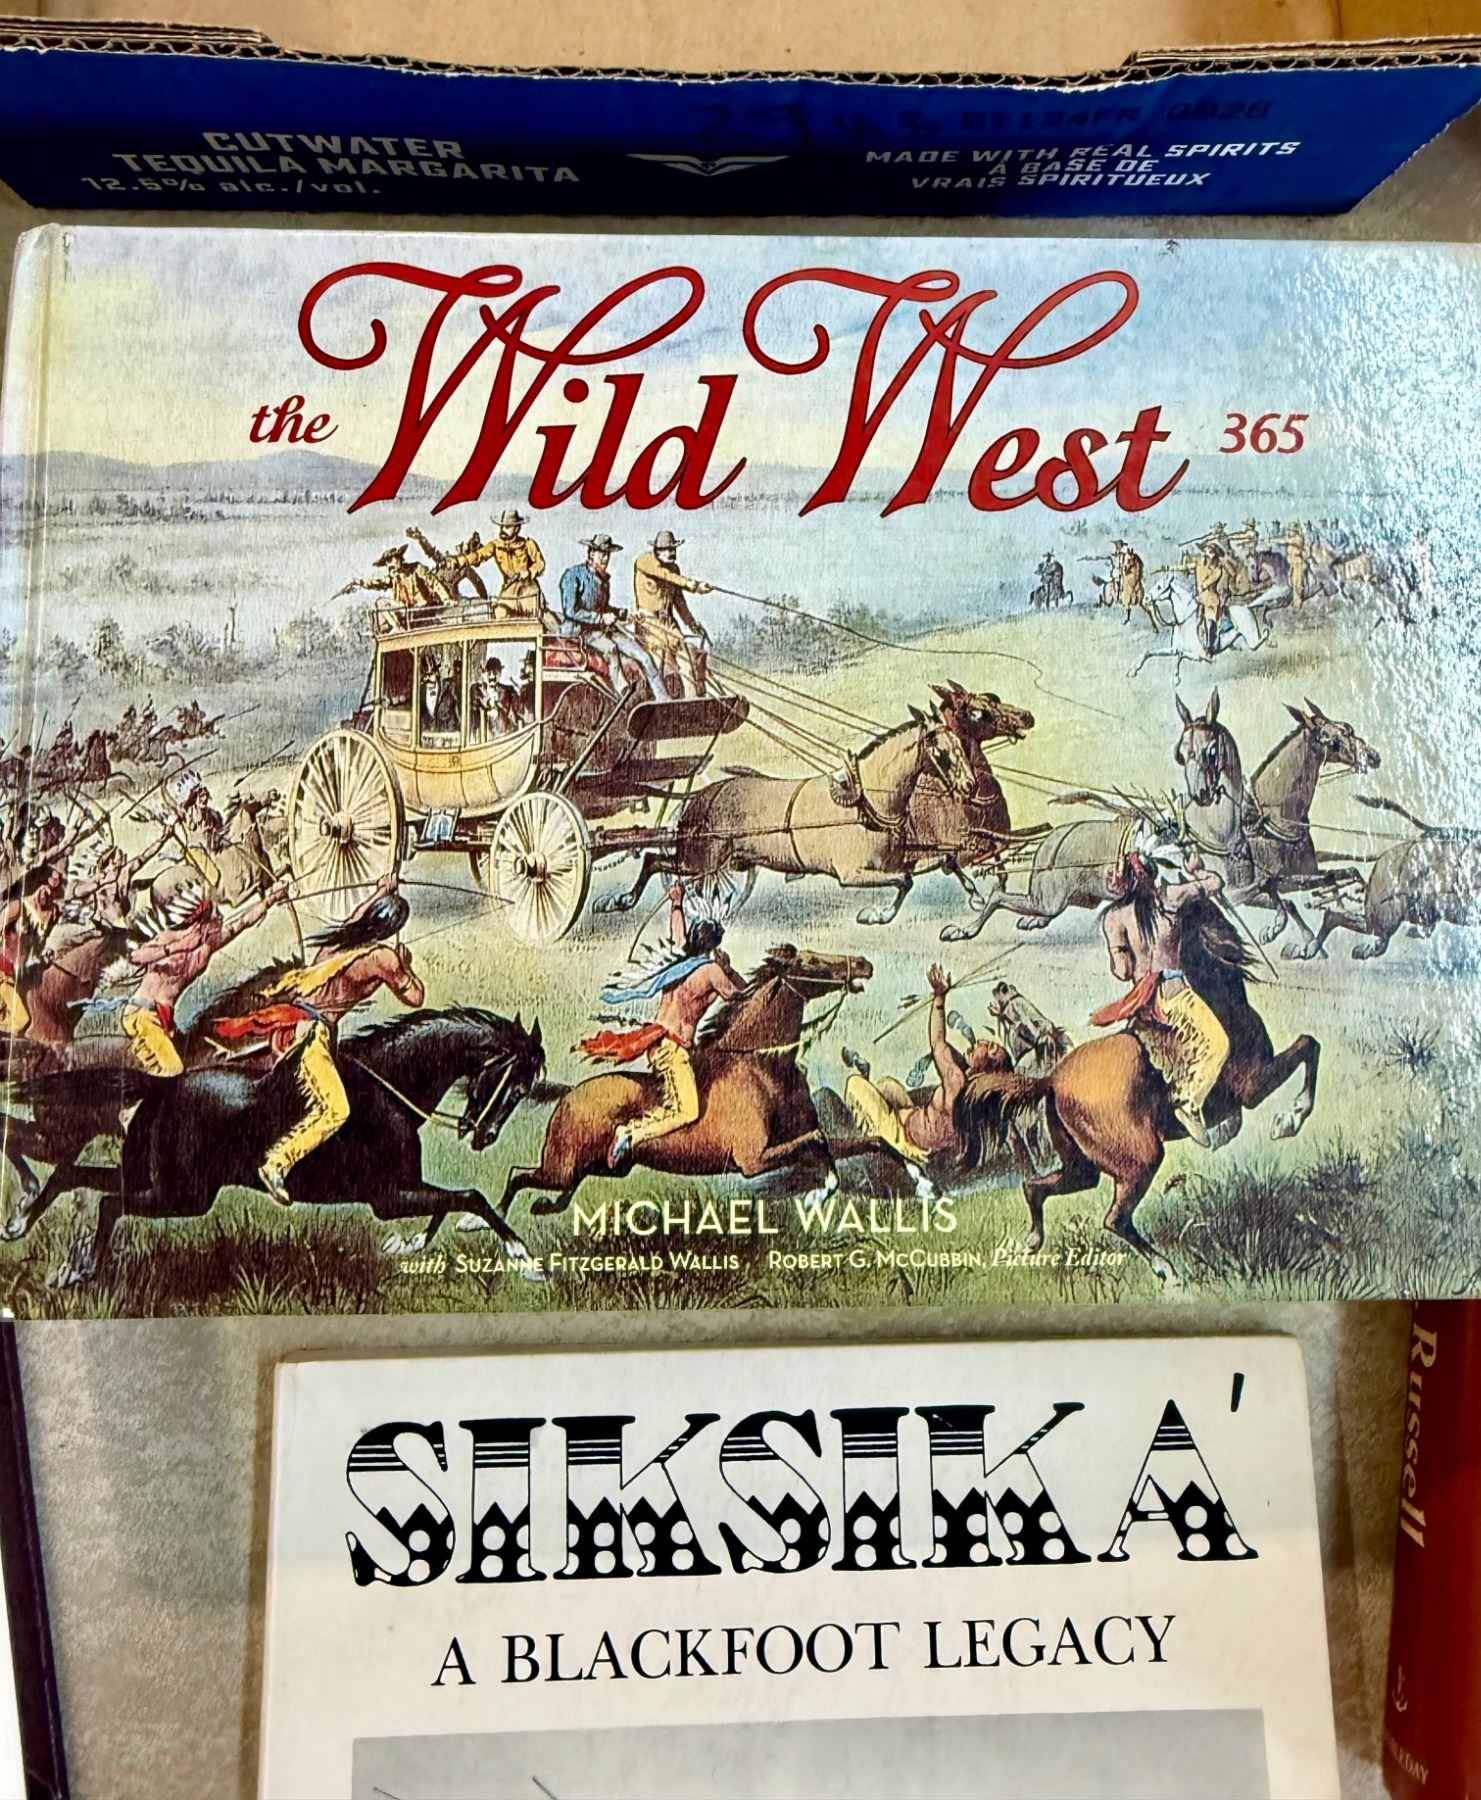 CUTWATER
TEQUILA MARGARITA
12.5% alc./vol.
MADE WITH REAL SPIRITS
À BASE DE
VRAIS SPIRITUEUX
the Wild West 365
MICHAEL WALLIS
with SUZANNE FITZGERALD WALLIS ROBERT G. MCCUBBIN, Picture Editor
SIKSIKA'
A BLACKFOOT LEGACY
Russell